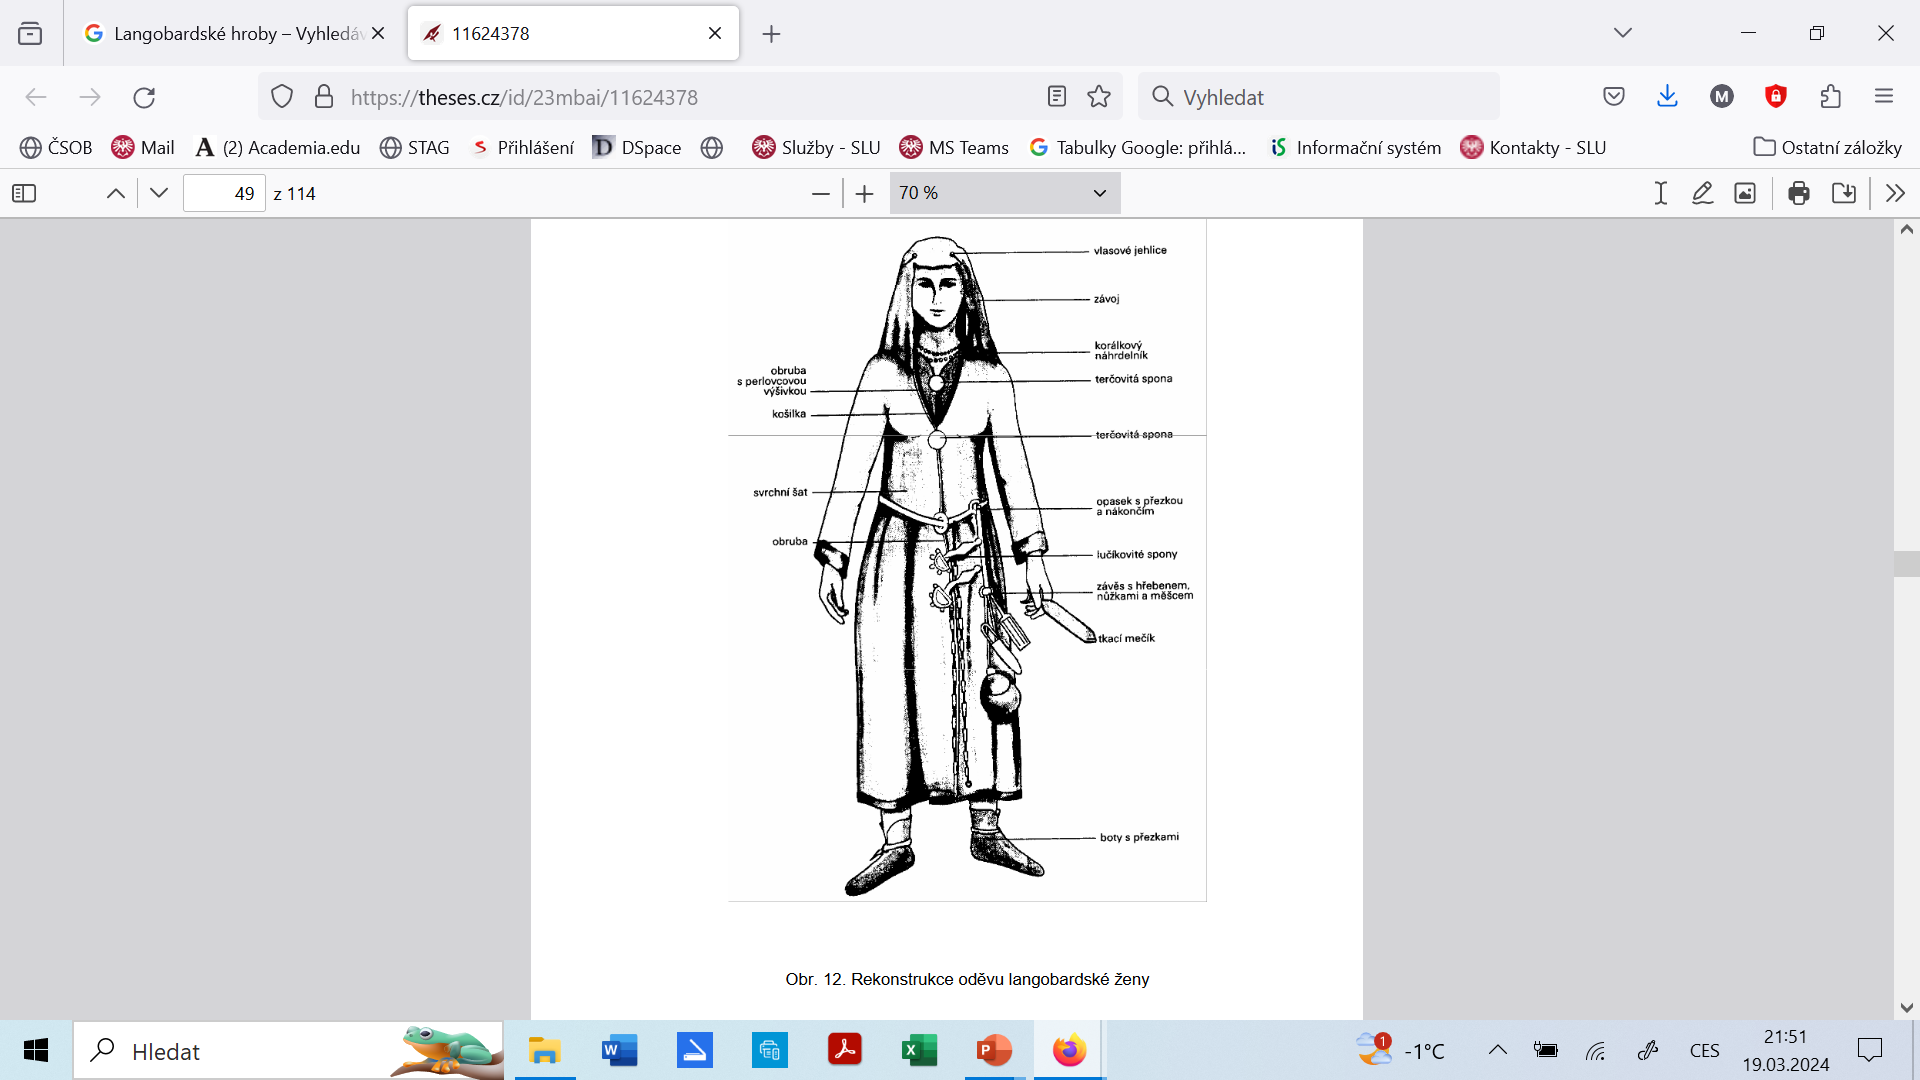 Langobardské hroby – Vyhledáv
11624378
https://theses.cz/id/23mbai/11624378
Vyhledat
M
ČSOB
Mail
(2) Academia.edu
STAG
Přihlášení
DSpace
Služby - SLU
MS Teams
Tabulky Google: přihlá...
Informační systém
Kontakty - SLU
Ostatní záložky
49 z 114
70 %
vlasové jehlice
závoj
korálkový
náhrdelník
terčovitá spona
obruba
s perlovcovou
výšivkou
košilka
terčovitá spona
svrchní šat
opasek s přezkou
a nákončím
obruba
lučíkovité spony
závěs s hřebenem,
nůžkami a měšcem
tkací mečík
boty s přezkami
Obr. 12. Rekonstrukce oděvu langobardské ženy
Hledat
1
-1°C
CES
21:51
19.03.2024